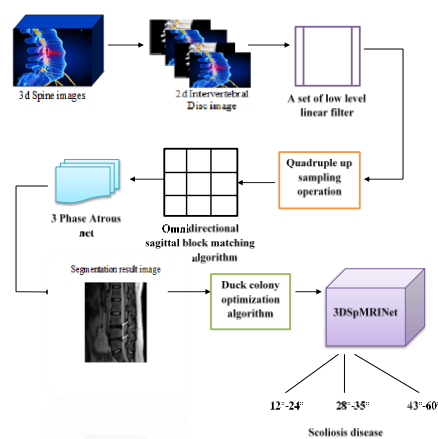 3d Spine images
2d Intervertebral
Disc image
A set of low level
linear filter
Quadruple up
sampling
operation
Omnidirectional
sagittal block matching
algorithm
3 Phase Atrous
net
Segmentation result image
Duck colony
optimization
algorithm
3DSpMRINet
12°-24° 28°-35° 43°-60°
Scoliosis disease